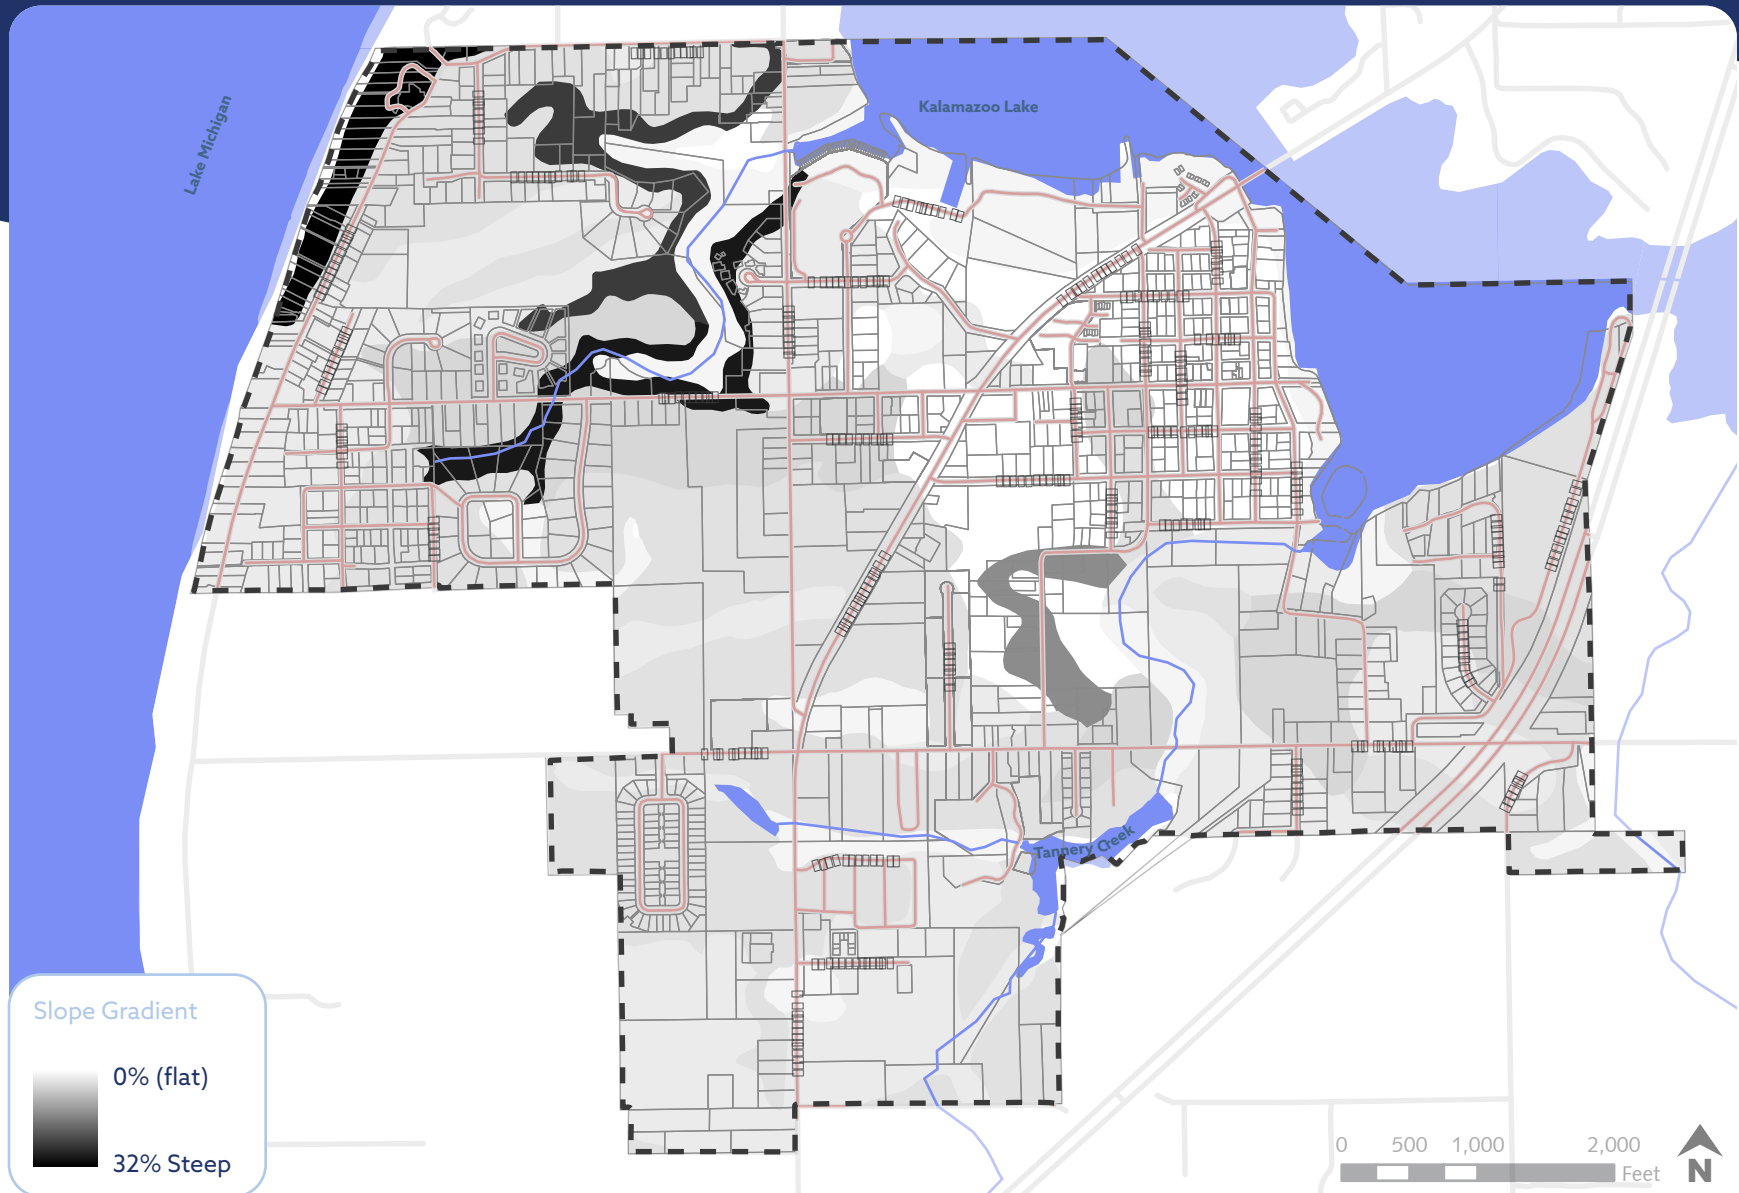 Lake Michigan
Kalamazoo Lake
Tannery Creek
Slope Gradient
0% (flat)
32% Steep
0 500 1,000 2,000
Feet
N